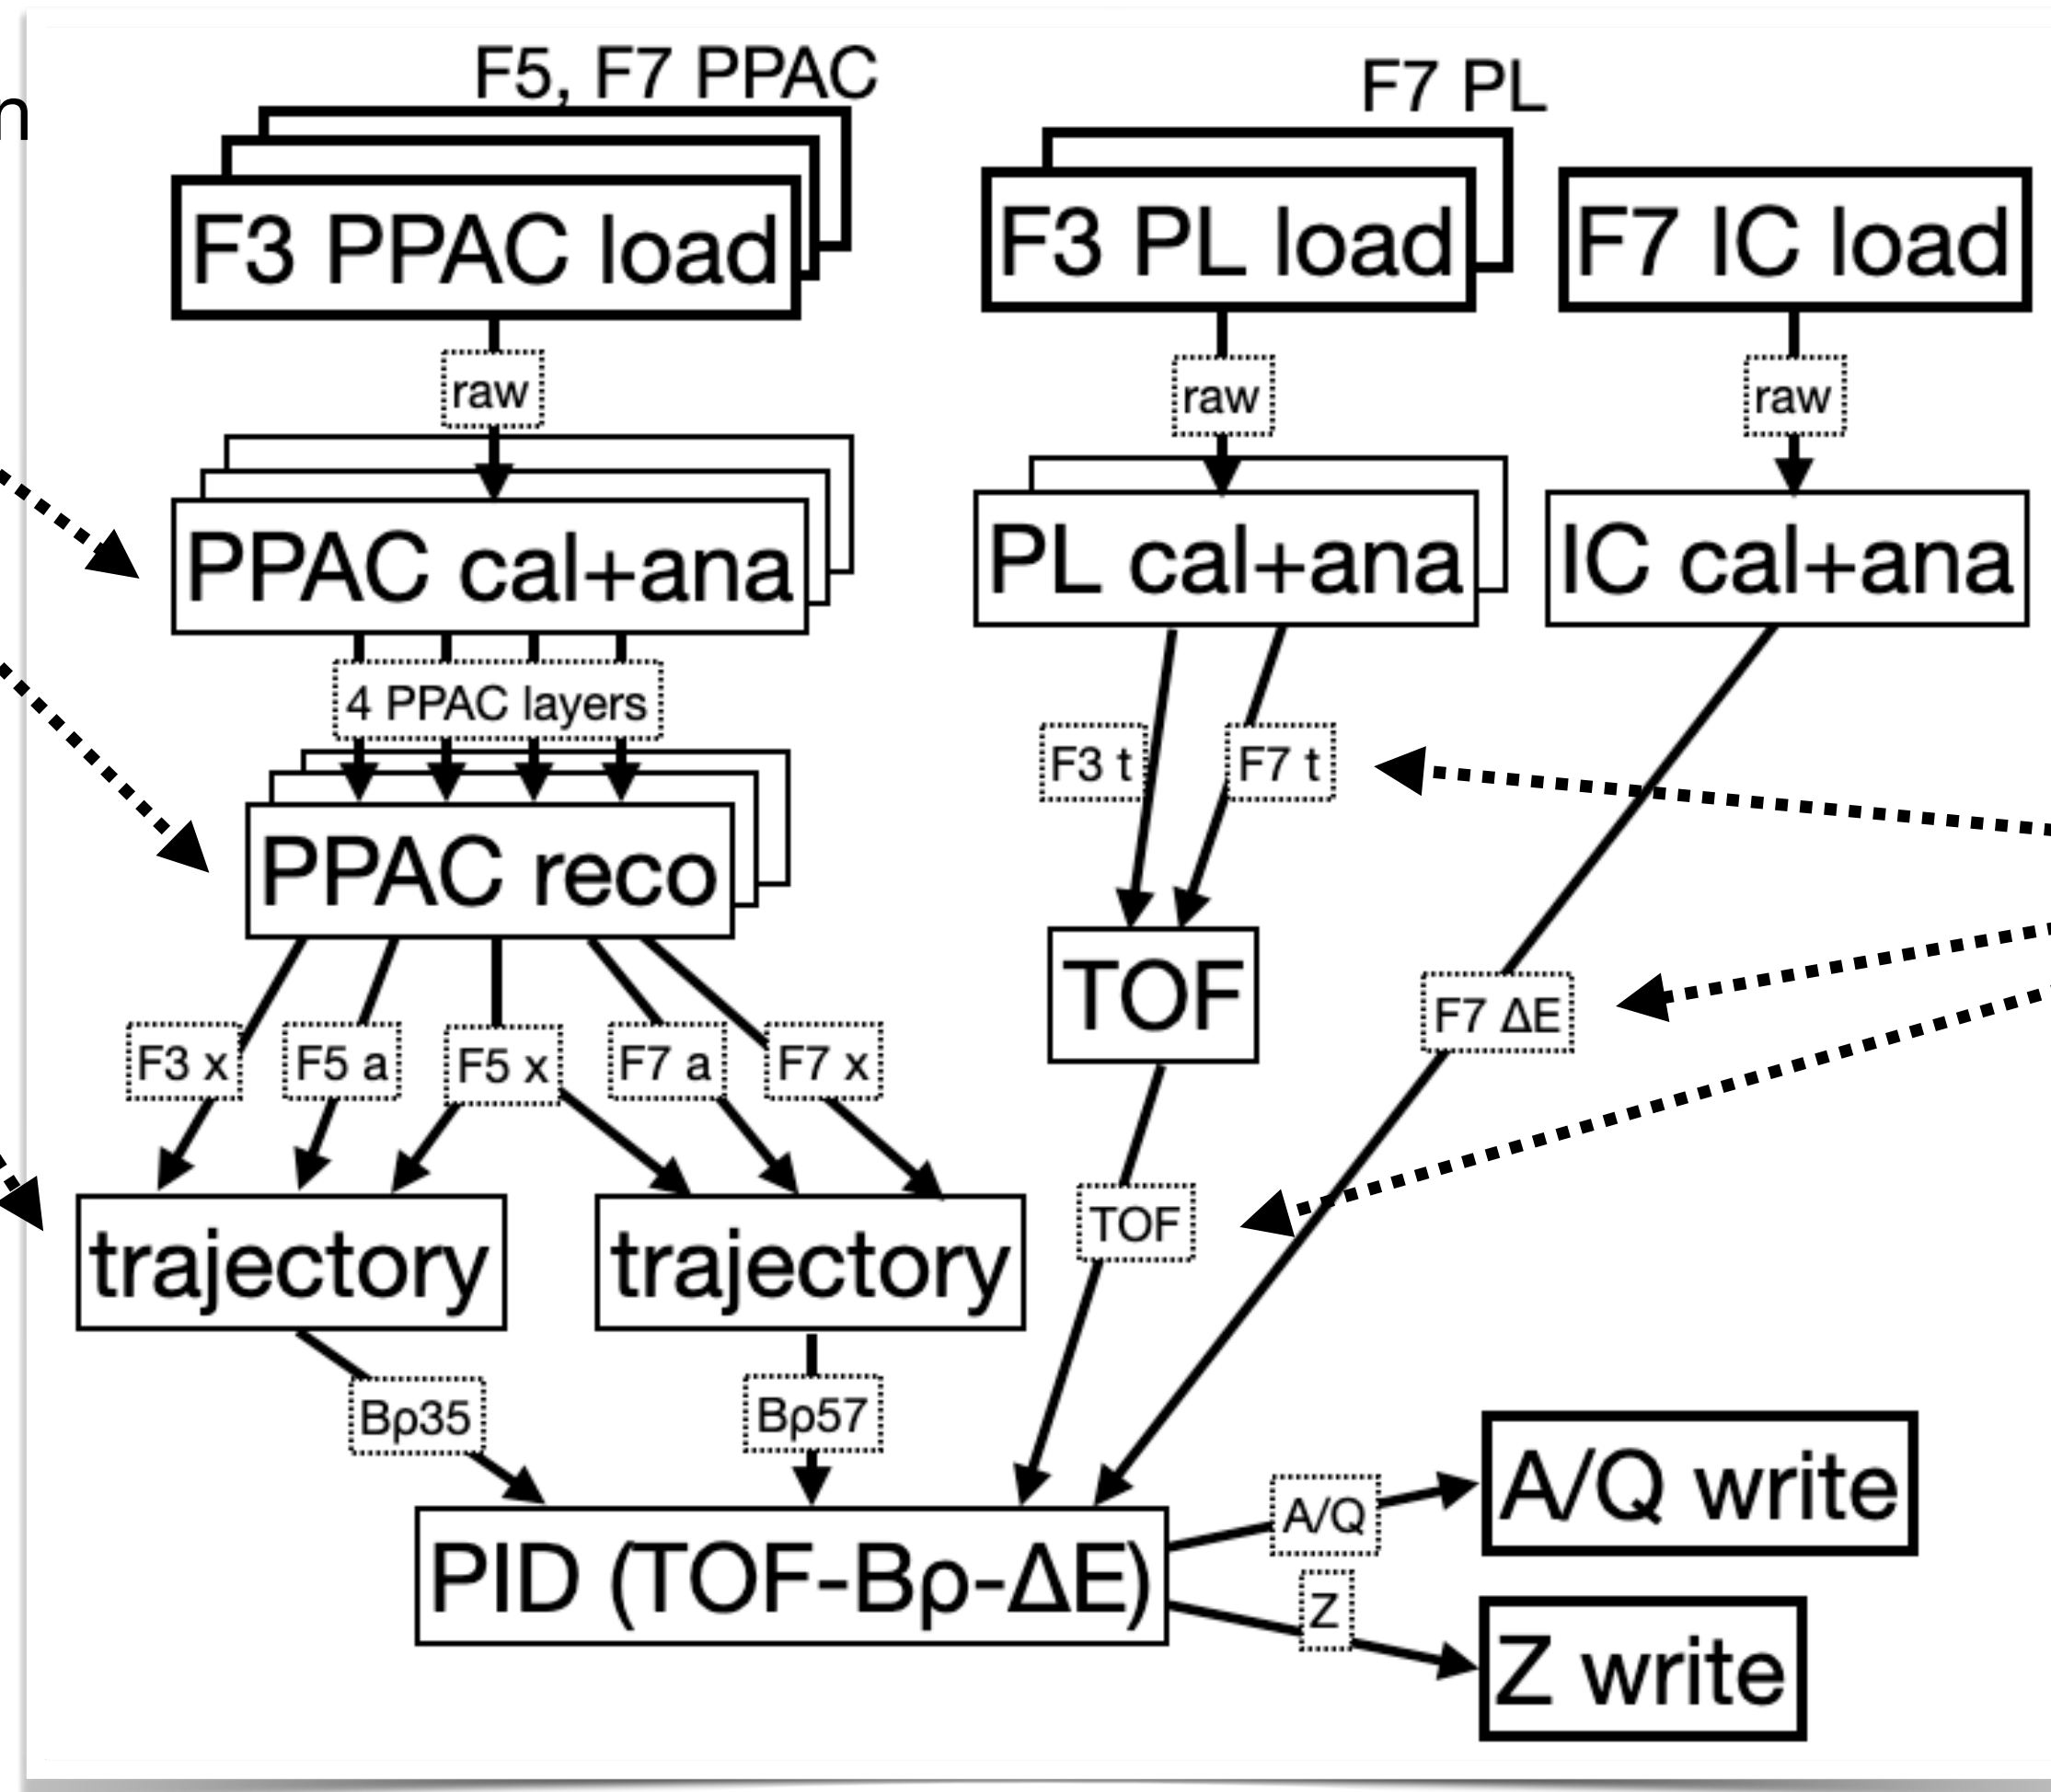 n
F5, F7 PPAC
F7 PL
F3 PPAC load
F3 PL load
F7 IC load
raw
raw
raw
PPAC cal+ana
PL cal+ana
IC cal+ana
4 PPAC layers
F3 t
F7 t
PPAC reco
TOF
F7 ΔE
F3 x
F5 a
F5 x
F7 a
F7 x
trajectory
trajectory
TOF
Bρ35
Bρ57
PID (TOF-Bρ-ΔE)
A/Q
A/Q write
Z
Z write